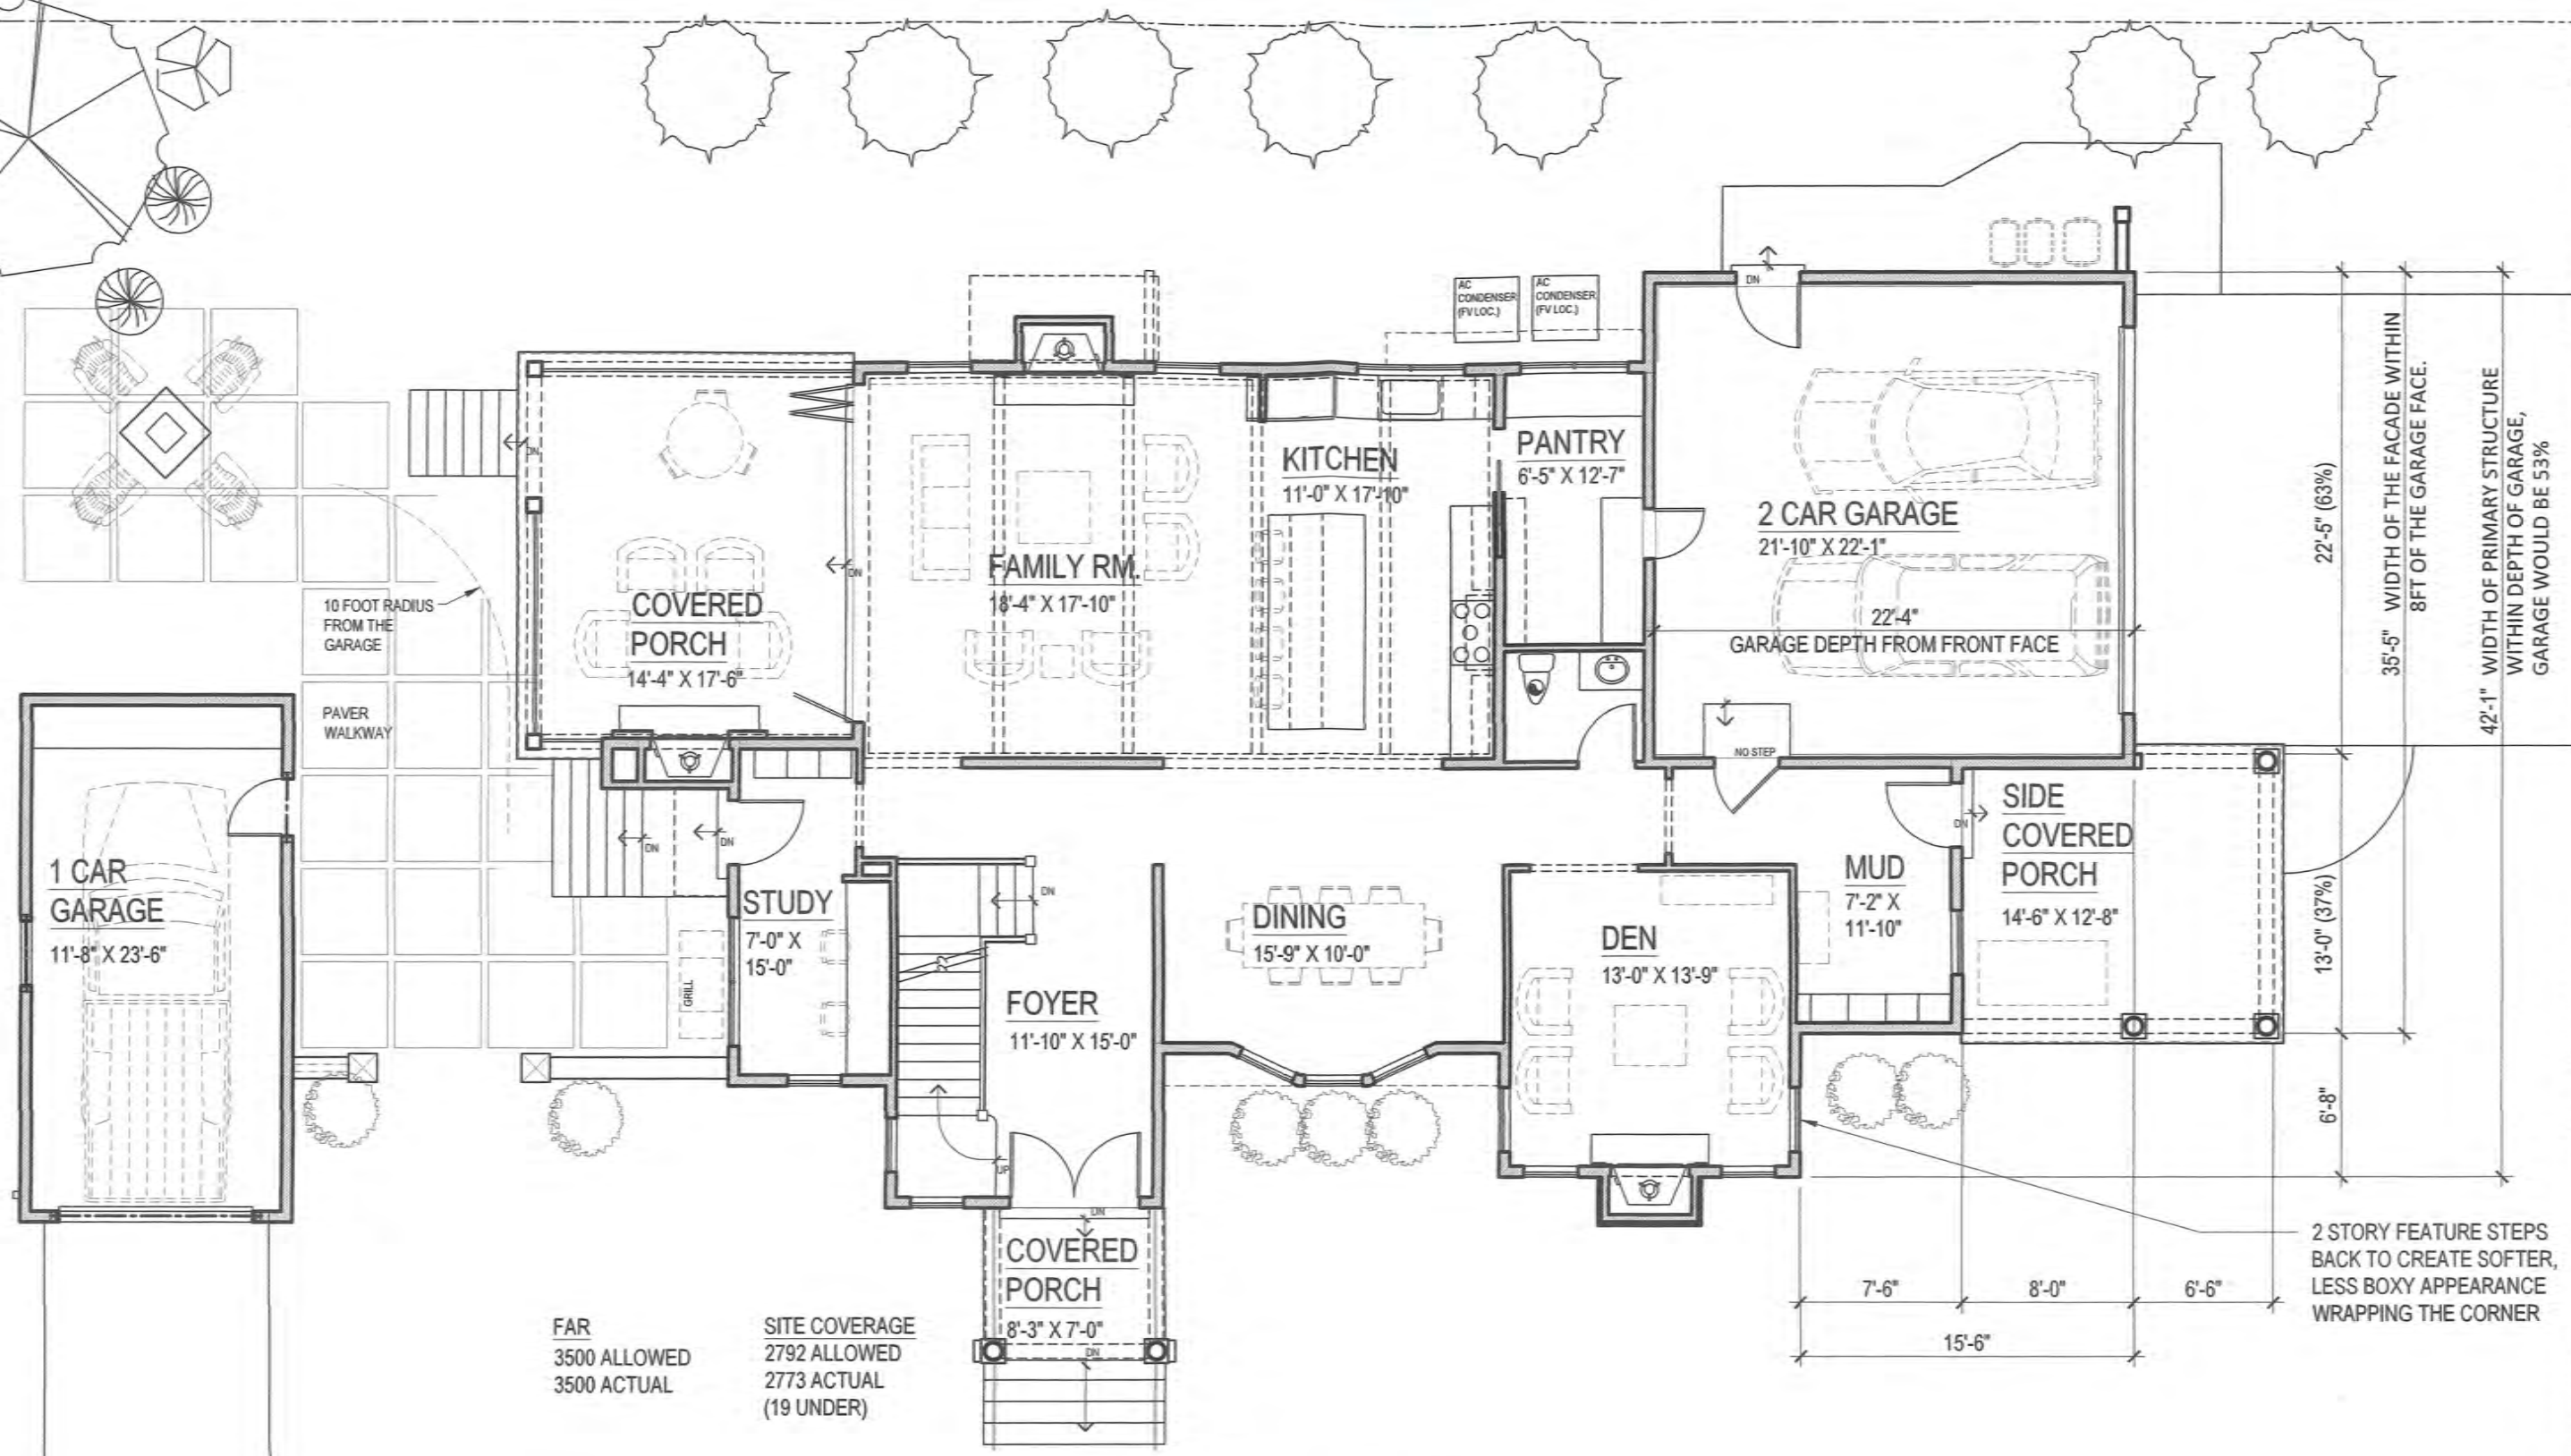 AC
CONDENSER
(FV LOC.)
AC
CONDENSER
(FV LOC.)
DN
DN
KITCHEN
11'-0" X 17'-10"
PANTRY
6'-5" X 12'-7"
2 CAR GARAGE
21'-10" X 22'-1"
22'-4"
GARAGE DEPTH FROM FRONT FACE
FAMILY RM.
18'-4" X 17'-10"
DN
COVERED
PORCH
14'-4" X 17'-6"
10 FOOT RADIUS
FROM THE
GARAGE
PAVER
WALKWAY
NO STEP
22'-5" (63%)
35'-5" WIDTH OF THE FACADE WITHIN
8FT OF THE GARAGE FACE.
42'-1" WIDTH OF PRIMARY STRUCTURE
WITHIN DEPTH OF GARAGE,
GARAGE WOULD BE 53%
1 CAR
GARAGE
11'-8" X 23'-6"
DN
DN
STUDY
7'-0" X
15'-0"
GRILL
DN
FOYER
11'-10" X 15'-0"
UP
DINING
15'-9" X 10'-0"
DEN
13'-0" X 13'-9"
MUD
7'-2" X
11'-10"
DN
SIDE
COVERED
PORCH
14'-6" X 12'-8"
13'-0" (37%)
6'-8"
DN
COVERED
PORCH
8'-3" X 7'-0"
DN
FAR
3500 ALLOWED
3500 ACTUAL
SITE COVERAGE
2792 ALLOWED
2773 ACTUAL
(19 UNDER)
7'-6"
8'-0"
6'-6"
15'-6"
2 STORY FEATURE STEPS
BACK TO CREATE SOFTER,
LESS BOXY APPEARANCE
WRAPPING THE CORNER